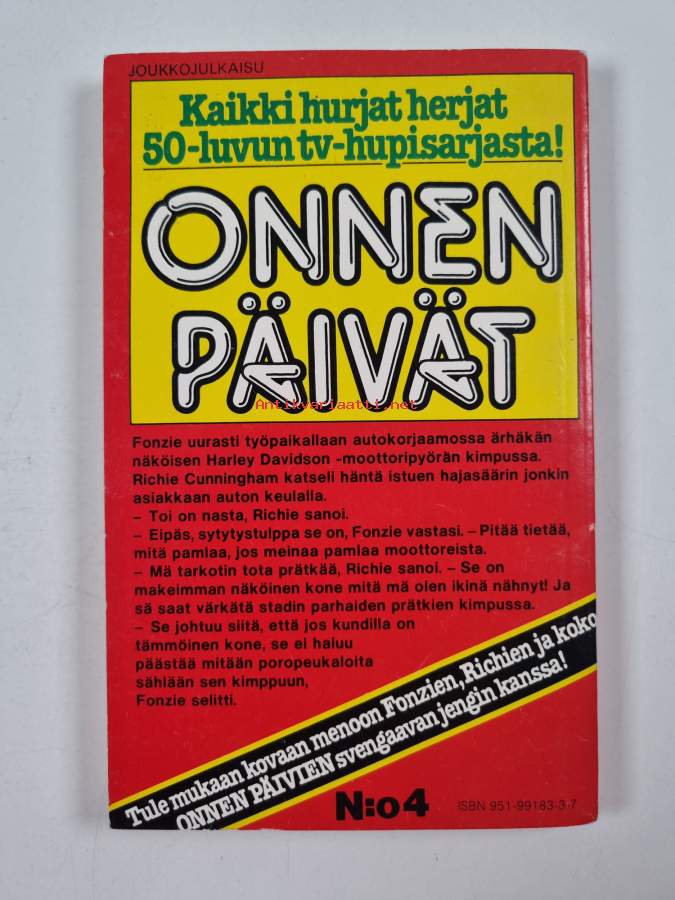 JOUKKOJULKAISU
Kaikki hurjat herjat
50-luvun tv-hupisarjasta!
ONNEN
PÄIVÄT
Antikvariaatti.net
Fonzie uurasti työpaikallaan autokorjaamossa ärhäkän
näköisen Harley Davidson -moottoripyörän kimpussa.
Richie Cunningham katseli häntä istuen hajasäärin jonkin
asiakkaan auton keulalla.
– Toi on nasta, Richie sanoi.
– Eipäs, sytytystulppa se on, Fonzie vastasi. – Pitää tietää,
mitä pamlaa, jos meinaa pamlaa moottoreista.
– Mä tarkotin tota prätkää, Richie sanoi. – Se on
makeimman näköinen kone mitä mä olen ikinä nähnyt! Ja
sä saat värkätä stadin parhaiden prätkien kimpussa.
– Se johtuu siitä, että jos kundilla on
tämmöinen kone, se ei haluu
päästää mitään poropeukaloita
sählään sen kimppuun,
Fonzie selitti.
Tule mukaan kovaan menoon Fonzien, Richien ja koko
ONNEN PÄIVIEN svengaavan jengin kanssa!
N:o 4
ISBN 951-99183-3-7